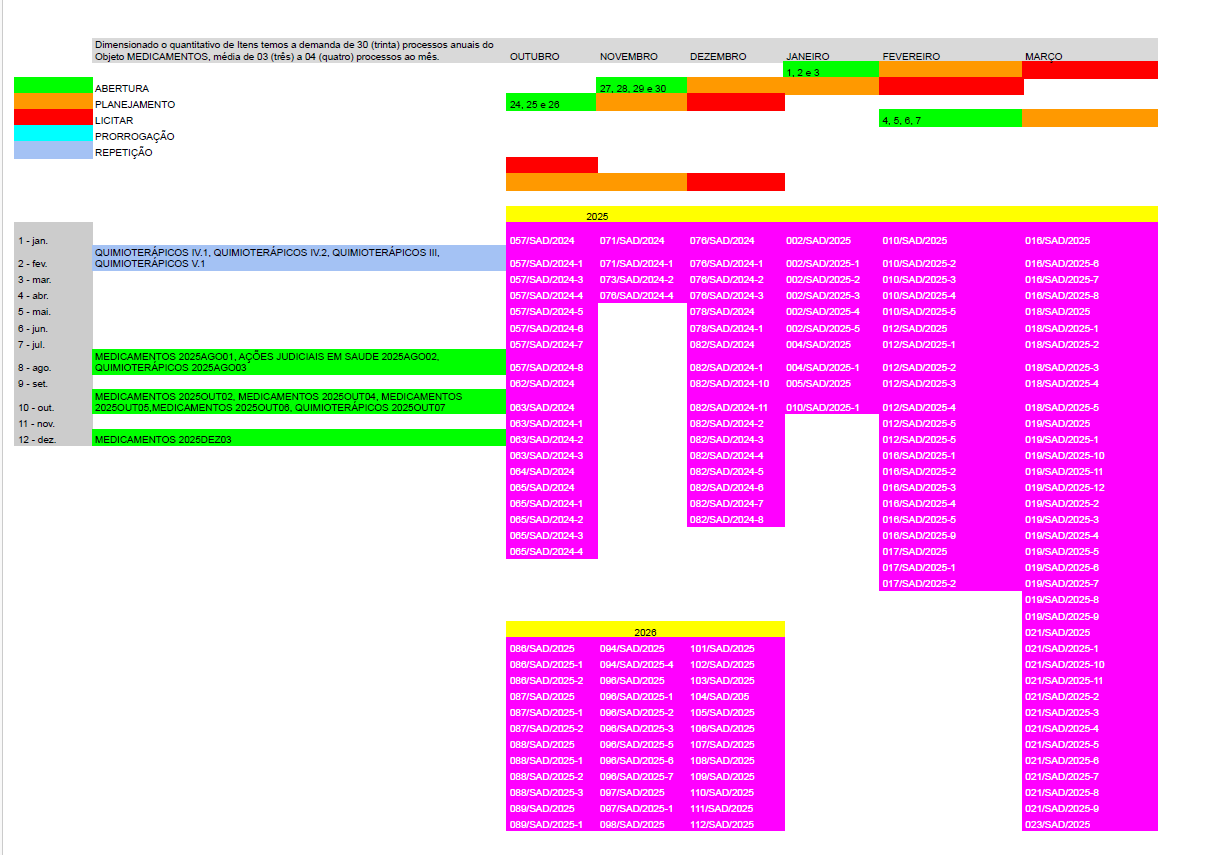 Dimensionado o quantitativo de Itens temos a demanda de 30 (trinta) processos anuais do
Objeto MEDICAMENTOS, média de 03 (três) a 04 (quatro) processos ao mês. OUTUBRO NOVEMBRO DEZEMBRO JANEIRO FEVEREIRO MARÇO
1, 2 e 3
ABERTURA 27, 28, 29 e 30
PLANEJAMENTO 24, 25 e 26
LICITAR 4, 5, 6, 7
PRORROGAÇÃO
REPETIÇÃO
2025
1 - jan. 057/SAD/2024 071/SAD/2024 076/SAD/2024 002/SAD/2025 010/SAD/2025 016/SAD/2025
QUIMIOTERÁPICOS IV.1, QUIMIOTERÁPICOS IV.2, QUIMIOTERÁPICOS III,
2 - fev. QUIMIOTERÁPICOS V.1 057/SAD/2024-1 071/SAD/2024-1 076/SAD/2024-1 002/SAD/2025-1 010/SAD/2025-2 016/SAD/2025-6
3 - mar. 057/SAD/2024-3 073/SAD/2024-2 076/SAD/2024-2 002/SAD/2025-2 010/SAD/2025-3 016/SAD/2025-7
4 - abr. 057/SAD/2024-4 076/SAD/2024-4 076/SAD/2024-3 002/SAD/2025-3 010/SAD/2025-4 016/SAD/2025-8
5 - mai. 057/SAD/2024-5 078/SAD/2024 002/SAD/2025-4 010/SAD/2025-5 018/SAD/2025
6 - jun. 057/SAD/2024-6 078/SAD/2024-1 002/SAD/2025-5 012/SAD/2025 018/SAD/2025-1
7 - jul. 057/SAD/2024-7 082/SAD/2024 004/SAD/2025 012/SAD/2025-1 018/SAD/2025-2
MEDICAMENTOS 2025AGO01, AÇÕES JUDICIAIS EM SAUDE 2025AGO02,
8 - ago. QUIMIOTERÁPICOS 2025AGO03 057/SAD/2024-8 082/SAD/2024-1 004/SAD/2025-1 012/SAD/2025-2 018/SAD/2025-3
9 - set. 062/SAD/2024 082/SAD/2024-10 005/SAD/2025 012/SAD/2025-3 018/SAD/2025-4
MEDICAMENTOS 2025OUT02, MEDICAMENTOS 2025OUT04, MEDICAMENTOS
10 - out. 2025OUT05,MEDICAMENTOS 2025OUT06, QUIMIOTERÁPICOS 2025OUT07 063/SAD/2024 082/SAD/2024-11 010/SAD/2025-1 012/SAD/2025-4 018/SAD/2025-5
11 - nov. 063/SAD/2024-1 082/SAD/2024-2 012/SAD/2025-5 019/SAD/2025
12 - dez. MEDICAMENTOS 2025DEZ03 063/SAD/2024-2 082/SAD/2024-3 012/SAD/2025-5 019/SAD/2025-1
063/SAD/2024-3 082/SAD/2024-4 016/SAD/2025-1 019/SAD/2025-10
064/SAD/2024 082/SAD/2024-5 016/SAD/2025-2 019/SAD/2025-11
065/SAD/2024 082/SAD/2024-6 016/SAD/2025-3 019/SAD/2025-12
065/SAD/2024-1 082/SAD/2024-7 016/SAD/2025-4 019/SAD/2025-2
065/SAD/2024-2 082/SAD/2024-8 016/SAD/2025-5 019/SAD/2025-3
065/SAD/2024-3 016/SAD/2025-9 019/SAD/2025-4
065/SAD/2024-4 017/SAD/2025 019/SAD/2025-5
017/SAD/2025-1 019/SAD/2025-6
017/SAD/2025-2 019/SAD/2025-7
019/SAD/2025-8
019/SAD/2025-9
2026 021/SAD/2025
086/SAD/2025 094/SAD/2025 101/SAD/2025 021/SAD/2025-1
086/SAD/2025-1 094/SAD/2025-4 102/SAD/2025 021/SAD/2025-10
086/SAD/2025-2 096/SAD/2025 103/SAD/2025 021/SAD/2025-11
087/SAD/2025 096/SAD/2025-1 104/SAD/205 021/SAD/2025-2
087/SAD/2025-1 096/SAD/2025-2 105/SAD/2025 021/SAD/2025-3
087/SAD/2025-2 096/SAD/2025-3 106/SAD/2025 021/SAD/2025-4
088/SAD/2025 096/SAD/2025-5 107/SAD/2025 021/SAD/2025-5
088/SAD/2025-1 096/SAD/2025-6 108/SAD/2025 021/SAD/2025-6
088/SAD/2025-2 096/SAD/2025-7 109/SAD/2025 021/SAD/2025-7
088/SAD/2025-3 097/SAD/2025 110/SAD/2025 021/SAD/2025-8
089/SAD/2025 097/SAD/2025-1 111/SAD/2025 021/SAD/2025-9
089/SAD/2025-1 098/SAD/2025 112/SAD/2025 023/SAD/2025